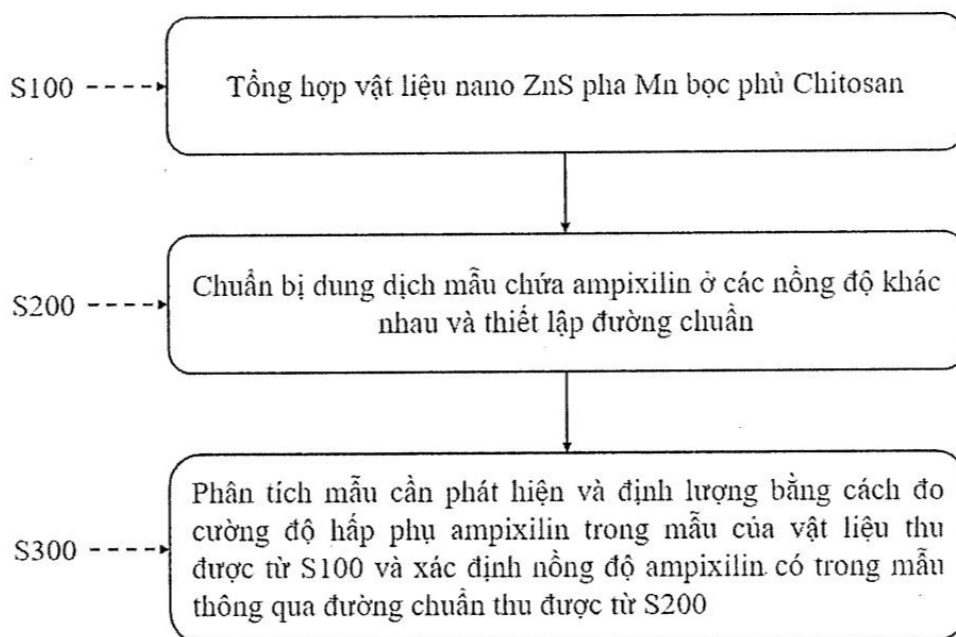 S100
Tổng hợp vật liệu nano ZnS pha Mn bọc phủ Chitosan
S200
Chuẩn bị dung dịch mẫu chứa ampixilin ở các nồng độ khác
nhau và thiết lập đường chuẩn
S300
Phân tích mẫu cần phát hiện và định lượng bằng cách đo
cường độ hấp phụ ampixilin trong mẫu của vật liệu thu
được từ S100 và xác định nồng độ ampixilin có trong mẫu
thông qua đường chuẩn thu được từ S200